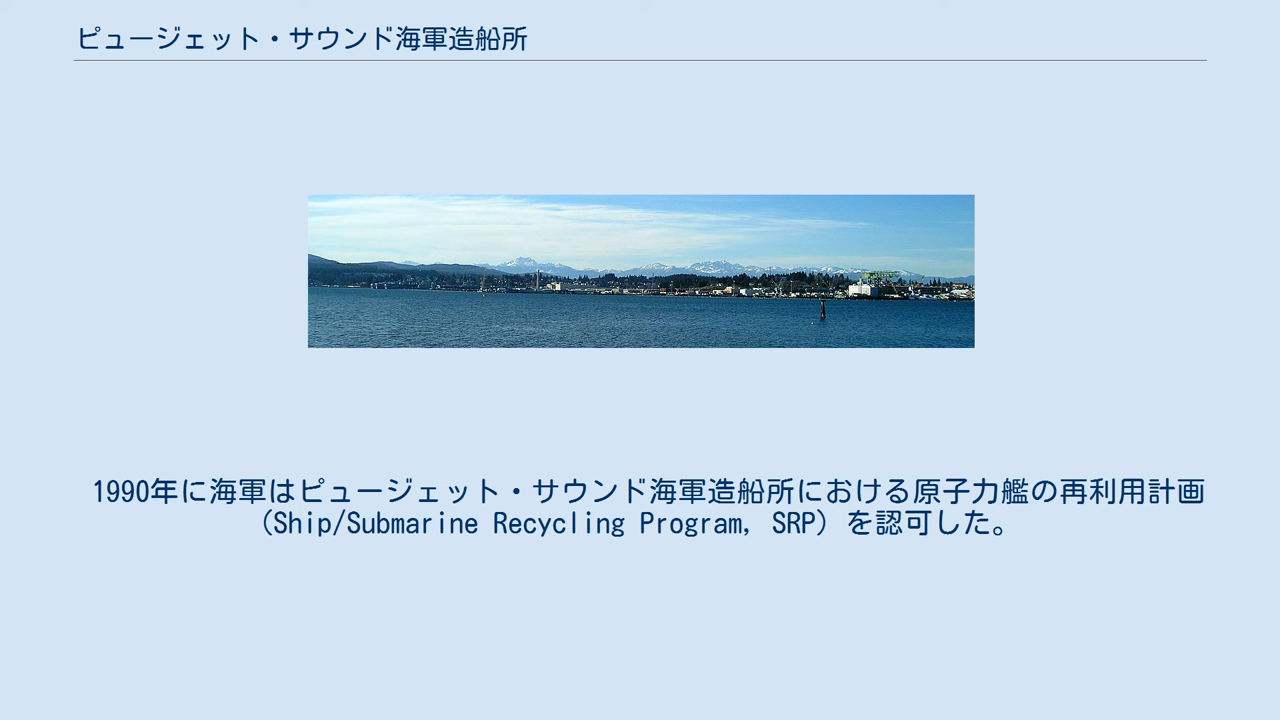 ピュージェット・サウンド海軍造船所
1990年に海軍はピュージェット・サウンド海軍造船所における原子力艦の再利用計画
（Ship/Submarine Recycling Program, SRP）を認可した。